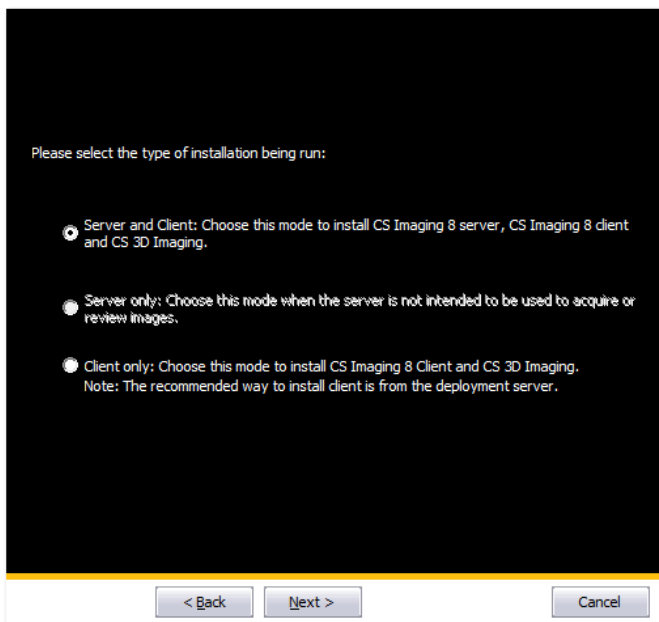 Please select the type of installation being run:
Server and Client: Choose this mode to install CS Imaging 8 server, CS Imaging 8 client
and CS 3D Imaging.
Server only: Choose this mode when the server is not intended to be used to acquire or
review images.
Client only: Choose this mode to install CS Imaging 8 Client and CS 3D Imaging.
Note: The recommended way to install client is from the deployment server.
< Back
Next >
Cancel